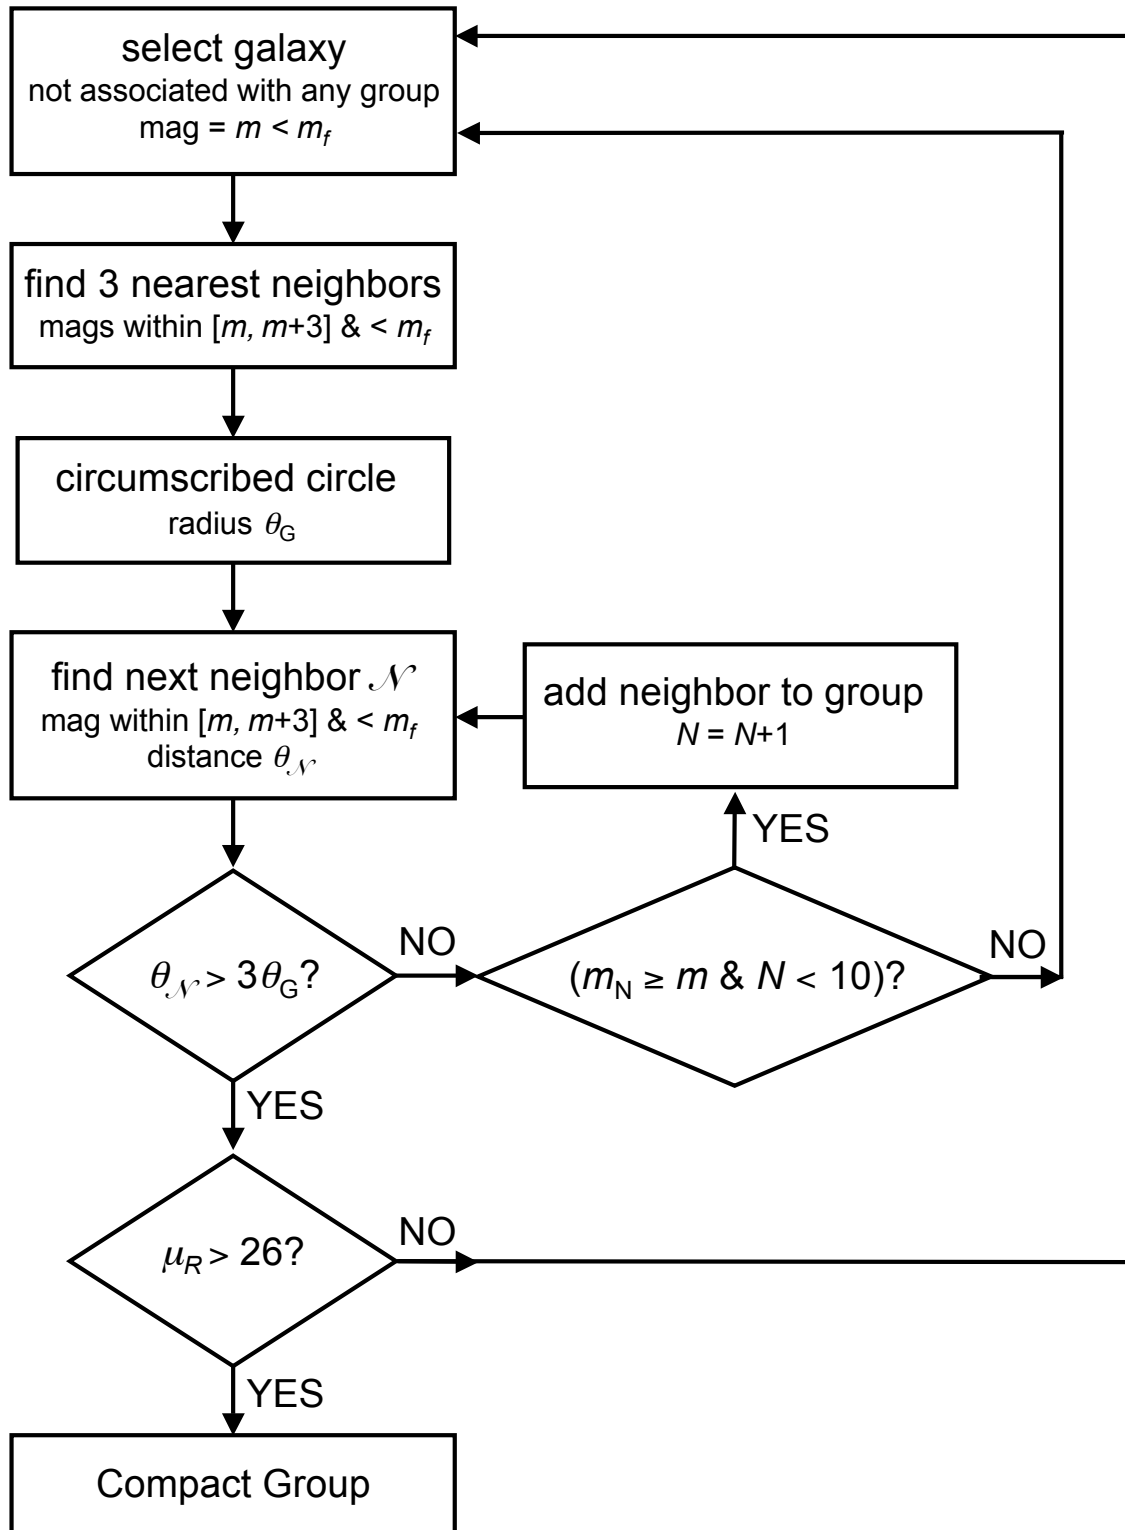 select galaxy
not associated with any group
mag = m < m_f
find 3 nearest neighbors
mags within [m, m+3] & < m_f
circumscribed circle
radius θ_G
find next neighbor 𝒩
mag within [m, m+3] & < m_f
distance θ_𝒩
add neighbor to group
N = N+1
YES
θ_𝒩 > 3θ_G?
NO
(m_N ≥ m & N < 10)?
NO
YES
μ_R > 26?
NO
YES
Compact Group